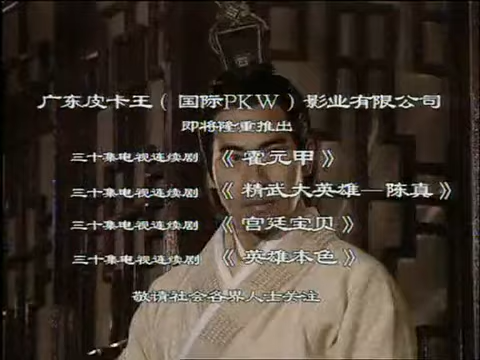 广东皮卡王（国际PKW）影业有限公司
即将隆重推出
三十集电视连续剧 《霍元甲》
三十集电视连续剧 《精武大英雄—陈真》
三十集电视连续剧 《宫廷宝贝》
三十集电视连续剧 《英雄本色》
敬请社会各界人士关注